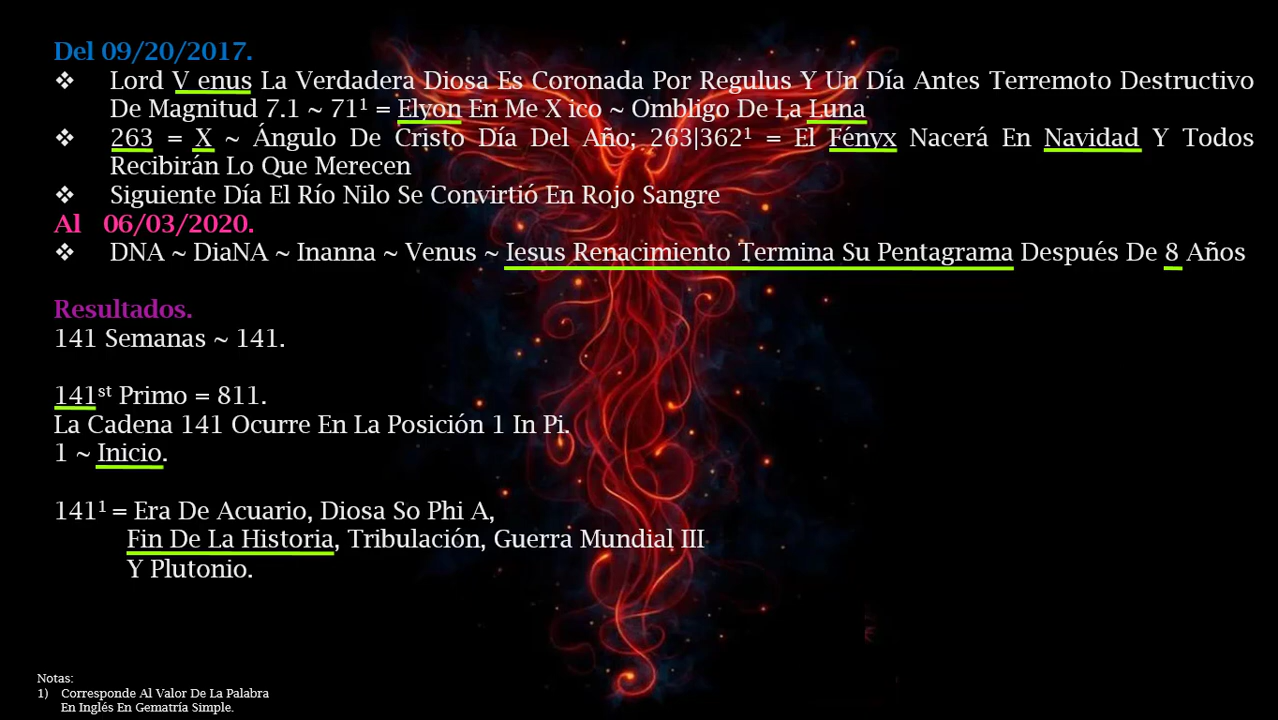 Del 09/20/2017.
❖ Lord V enus La Verdadera Diosa Es Coronada Por Regulus Y Un Día Antes Terremoto Destructivo
De Magnitud 7.1 ~ 71¹ = Elyon En Me X ico ~ Ombligo De La Luna
❖ 263 = X ~ Ángulo De Cristo Día Del Año; 263|362¹ = El Fényx Nacerá En Navidad Y Todos
Recibirán Lo Que Merecen
❖ Siguiente Día El Río Nilo Se Convirtió En Rojo Sangre
Al 06/03/2020.
❖ DNA ~ DiaNA ~ Inanna ~ Venus ~ Iesus Renacimiento Termina Su Pentagrama Después De 8 Años
Resultados.
141 Semanas ~ 141.
141ˢᵗ Primo = 811.
La Cadena 141 Ocurre En La Posición 1 In Pi.
1 ~ Inicio.
141¹ = Era De Acuario, Diosa So Phi A,
Fin De La Historia, Tribulación, Guerra Mundial III
Y Plutonio.
Notas:
1) Corresponde Al Valor De La Palabra
En Inglés En Gematría Simple.